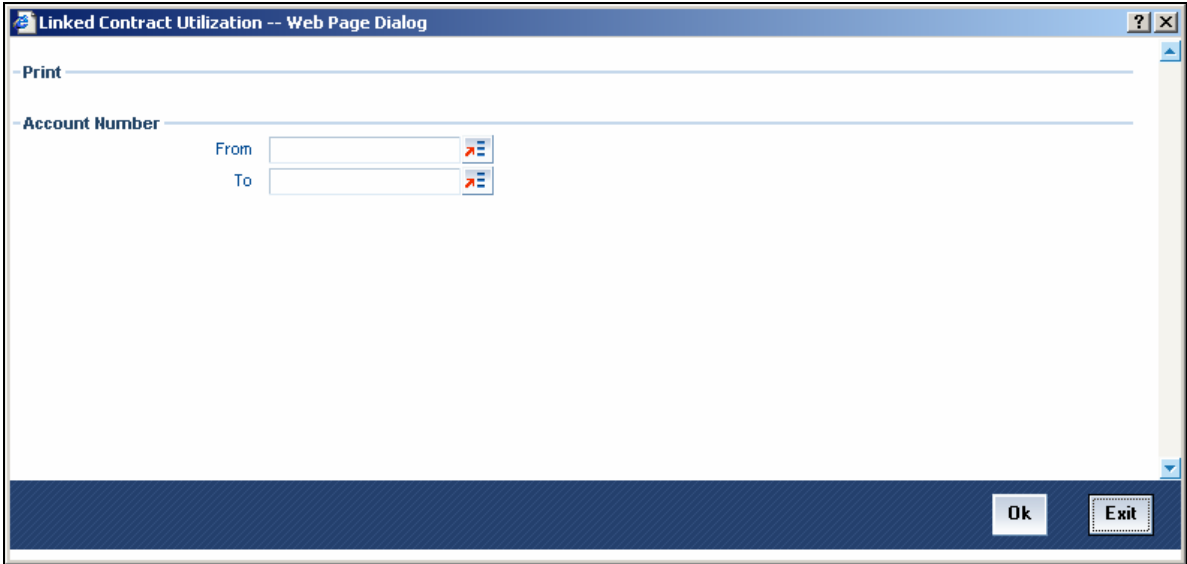 Linked Contract Utilization -- Web Page Dialog
Print
Account Number
From
To
Ok
Exit